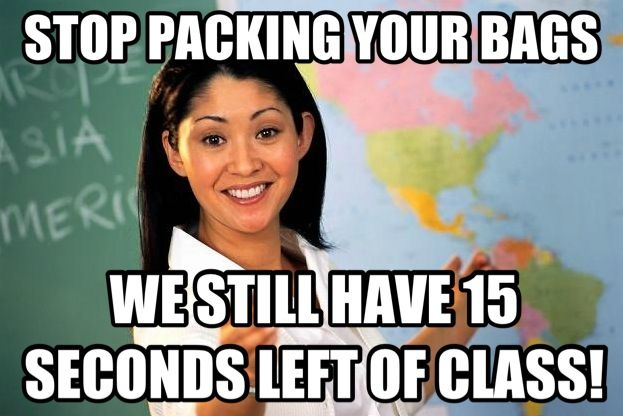 STOP PACKING YOUR BAGS
ASIA
WE STILL HAVE 15
SECONDS LEFT OF CLASS!